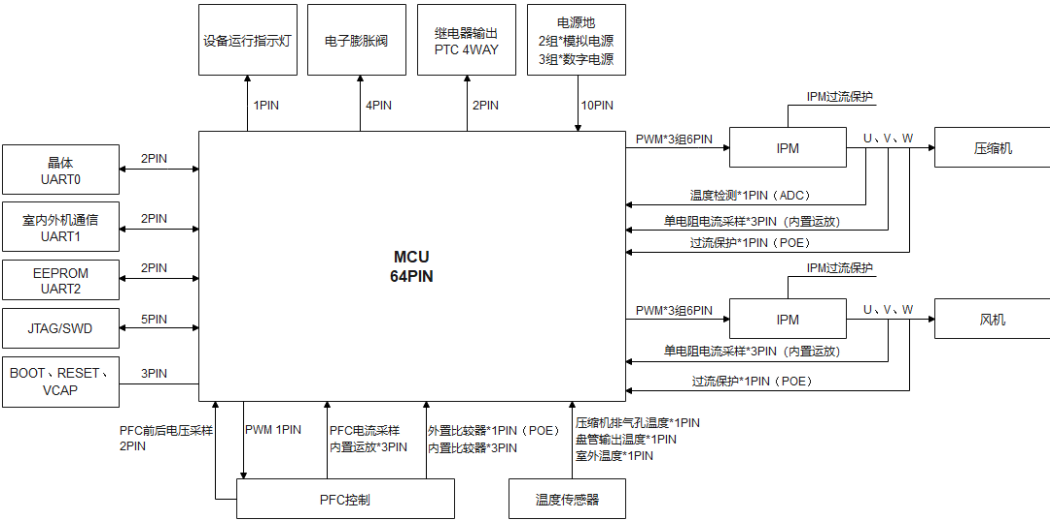 设备运行指示灯
电子膨胀阀
继电器输出
PTC 4WAY
电源地
2组*模拟电源
3组*数字电源
1PIN
4PIN
2PIN
10PIN
IPM过流保护
PWM*3组6PIN
IPM
U、V、W
压缩机
温度检测*1PIN（ADC）
单电阻电流采样*3PIN（内置运放）
过流保护*1PIN（POE）
晶体
UART0
2PIN
室内外机通信
UART1
2PIN
EEPROM
UART2
2PIN
JTAG/SWD
5PIN
BOOT、RESET、
VCAP
3PIN
MCU
64PIN
IPM过流保护
PWM*3组6PIN
IPM
U、V、W
风机
单电阻电流采样*3PIN（内置运放）
过流保护*1PIN（POE）
PFC前后电压采样
2PIN
PWM 1PIN
PFC电流采样
内置运放*3PIN
外置比较器*1PIN（POE）
内置比较器*3PIN
压缩机排气孔温度*1PIN
盘管输出温度*1PIN
室外温度*1PIN
PFC控制
温度传感器